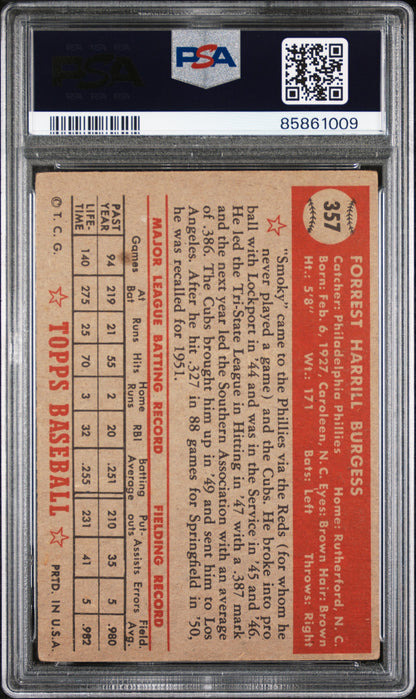 PSA
PSA
85861009
357
FORREST HARRILL BURGESS
Catcher: Philadelphia Phillies Home: Rutherford, N. C.
Born: Feb. 6, 1927, Caroleen, N. C. Eyes: Brown Hair: Brown
Ht.: 5'8" Wt.: 171 Bats: Left Throws: Right
"Smoky" came to the Phillies via the Reds (for whom he
never played a game) and the Cubs. He broke into pro
ball with Lockport in '44 and was in the Service in '45 and '46.
He led the Tri-State League in Hitting in '47 with a .387 mark
and the next year led the Southern Association with an average
of .386. The Cubs brought him up in '49 and sent him to Los
Angeles. After he hit .327 in 88 games for Springfield in '50,
he was recalled for 1951.
MAJOR LEAGUE BATTING RECORD FIELDING RECORD
Games At Bat Runs Hits Home Runs RBI Batting Average Put-outs Assists Errors Field. Avg.
PAST YEAR 94 219 21 55 2 20 .251 210 35 5 .980
LIFE-TIME 140 275 25 70 3 32 .255 231 41 5 .982
© T. C. G. TOPPS BASEBALL PRTD. IN U.S.A.